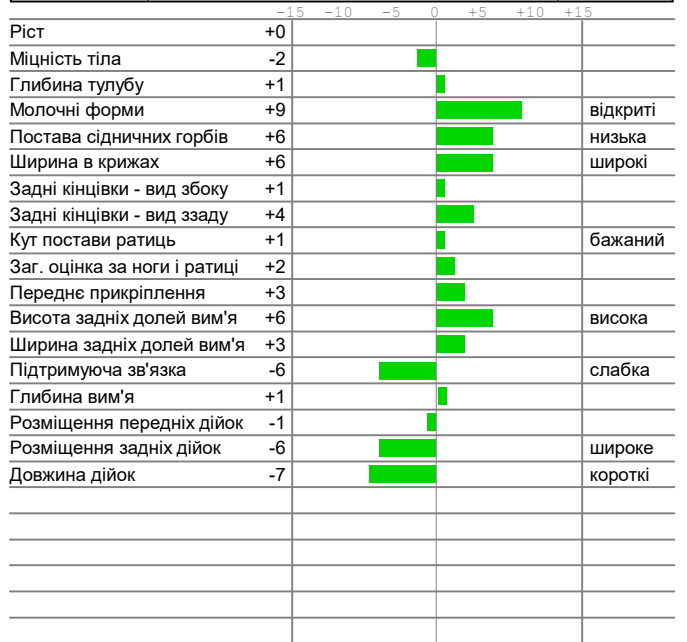 -15 -10 -5 0 +5 +10 +15
Ріст +0
Міцність тіла -2
Глибина тулубу +1
Молочні форми +9 відкриті
Постава сідничних горбів +6 низька
Ширина в крижах +6 широкі
Задні кінцівки - вид збоку +1
Задні кінцівки - вид ззаду +4
Кут постави ратиць +1 бажаний
Заг. оцінка за ноги і ратиці +2
Переднє прикріплення +3
Висота задніх долей вим'я +6 висока
Ширина задніх долей вим'я +3
Підтримуюча зв'язка -6 слабка
Глибина вим'я +1
Розміщення передніх дійок -1
Розміщення задніх дійок -6 широке
Довжина дійок -7 короткі